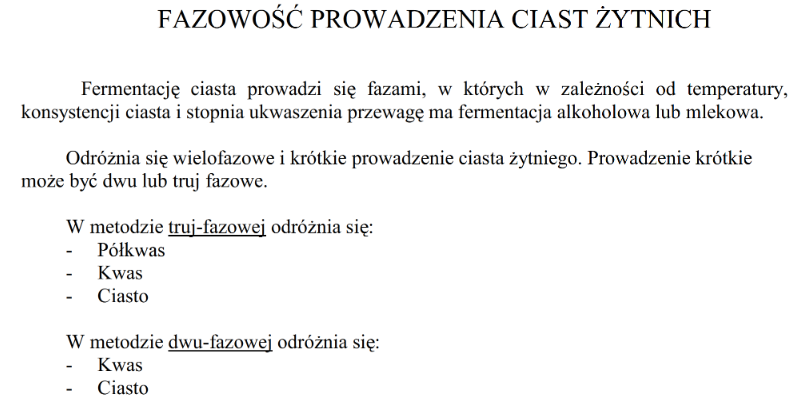 FAZOWOŚĆ PROWADZENIA CIAST ŻYTNICH
Fermentację ciasta prowadzi się fazami, w których w zależności od temperatury,
konsystencji ciasta i stopnia ukwaszenia przewagę ma fermentacja alkoholowa lub mlekowa.
Odróżnia się wielofazowe i krótkie prowadzenie ciasta żytniego. Prowadzenie krótkie
może być dwu lub truj fazowe.
W metodzie truj-fazowej odróżnia się:
- Półkwas
- Kwas
- Ciasto
W metodzie dwu-fazowej odróżnia się:
- Kwas
- Ciasto